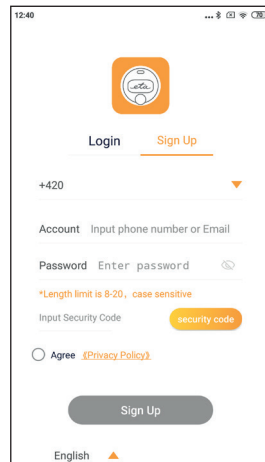 12:40
... 70
eta
Login Sign Up
+420
Account Input phone number or Email
Password Enter password
*Length limit is 8-20, case sensitive
Input Security Code security code
Agree 《Privacy Policy》
Sign Up
English